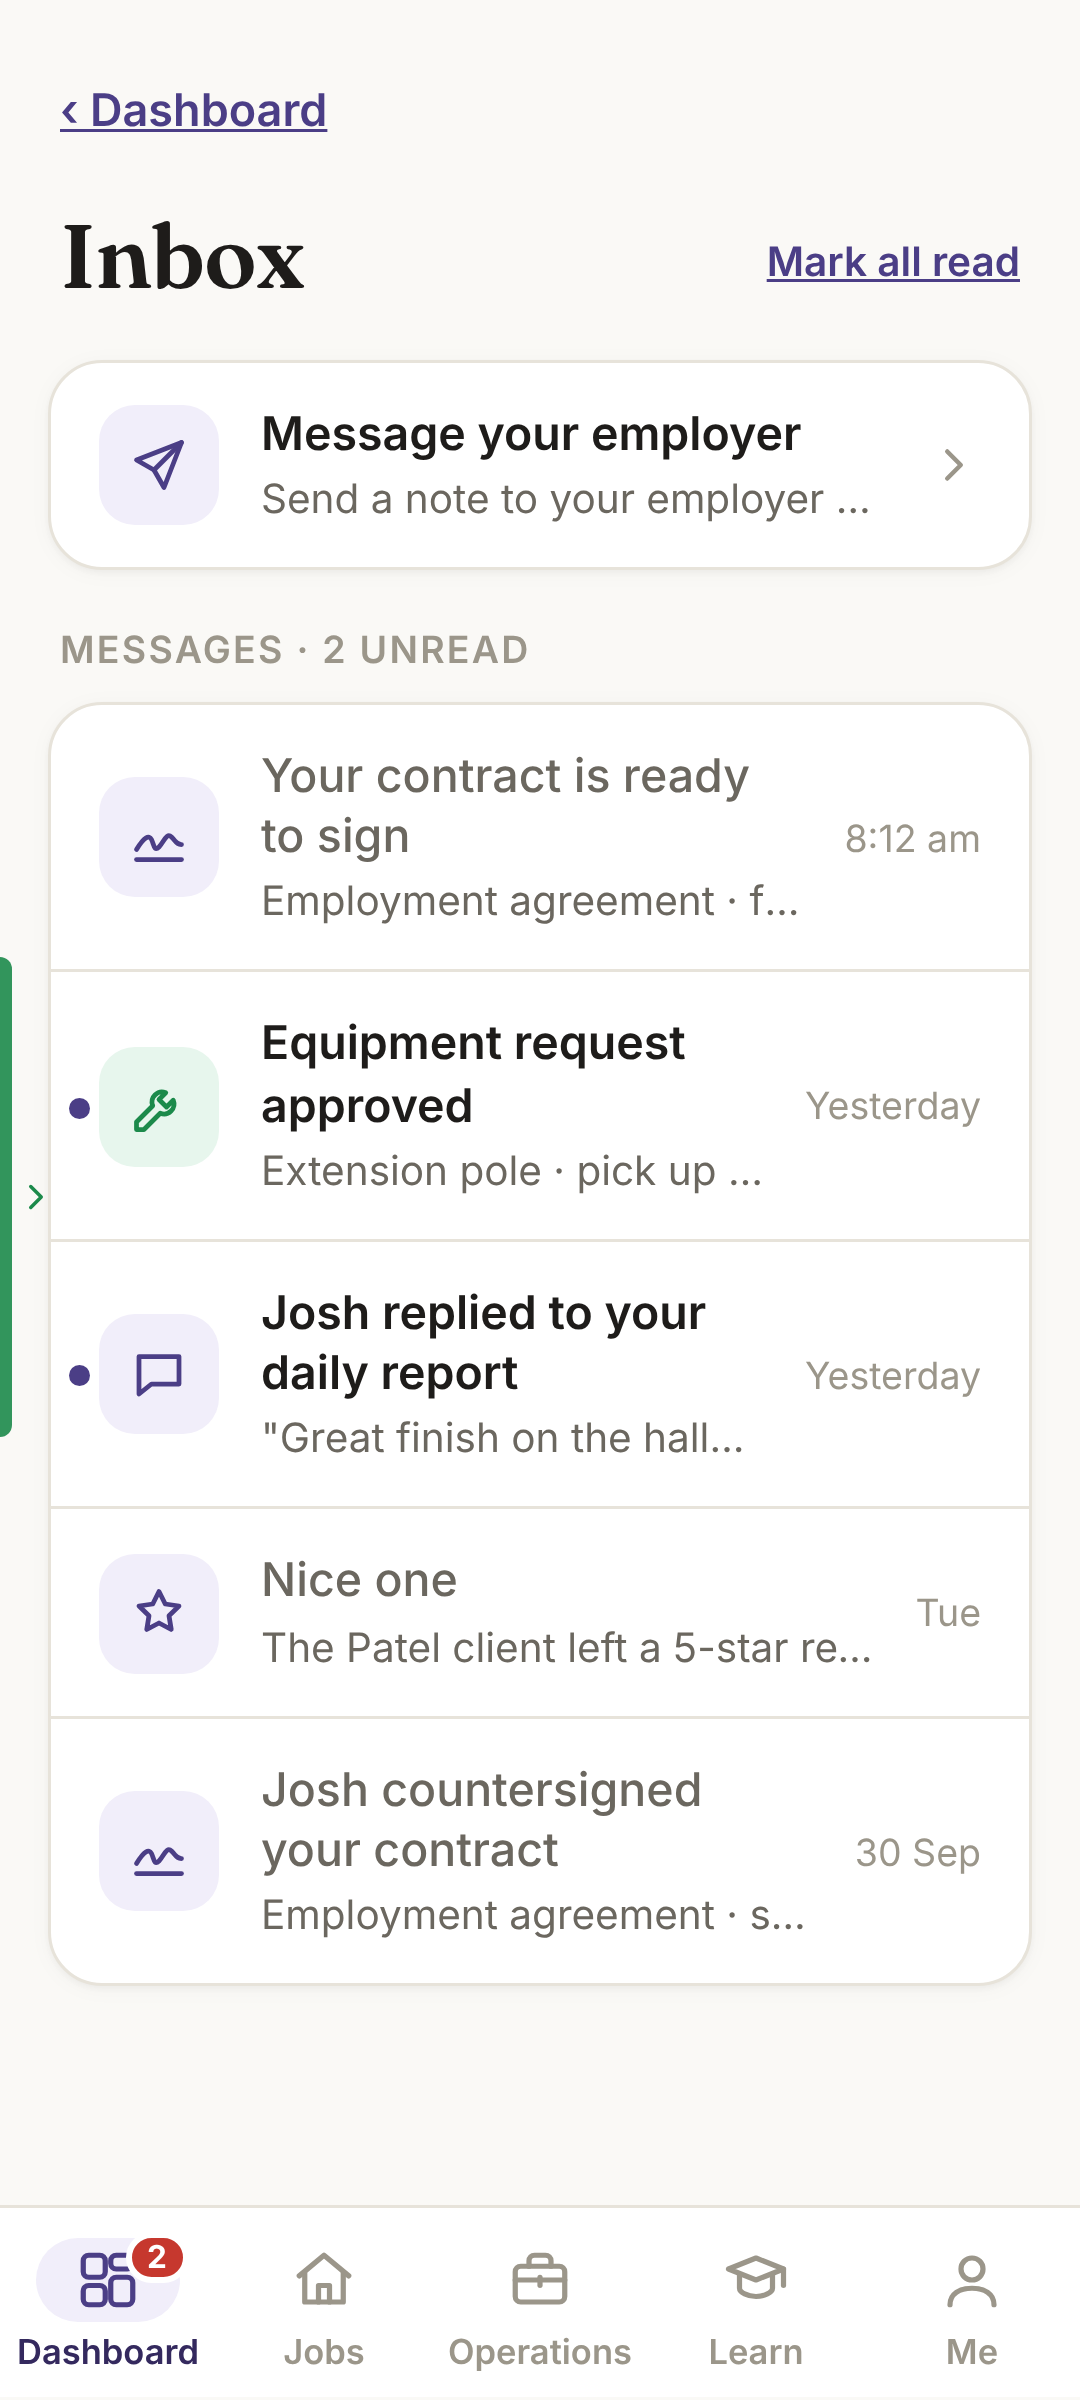 ‹ Dashboard
Inbox
Mark all read
Message your employer
Send a note to your employer ...
MESSAGES · 2 UNREAD
Your contract is ready
to sign
8:12 am
Employment agreement · f...
Equipment request
approved
Yesterday
Extension pole · pick up ...
Josh replied to your
daily report
Yesterday
"Great finish on the hall...
Nice one
Tue
The Patel client left a 5-star re...
Josh countersigned
your contract
30 Sep
Employment agreement · s...
2
Dashboard
Jobs
Operations
Learn
Me